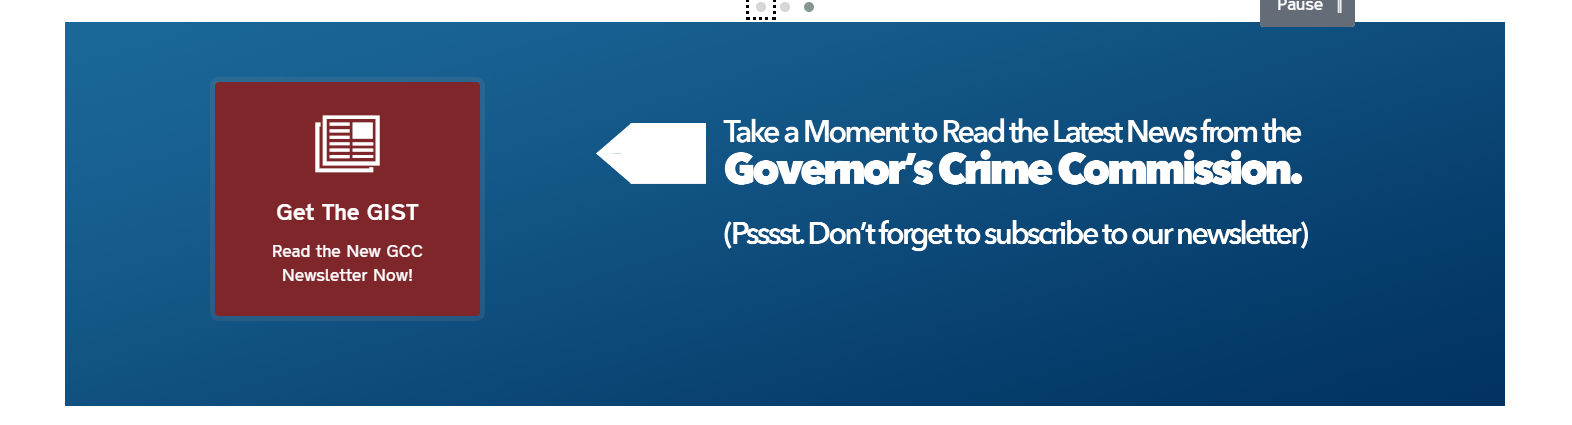 Pause
Get The GIST
Read the New GCC
Newsletter Now!
Take a Moment to Read the Latest News from the
Governor's Crime Commission.
(Psssst. Don't forget to subscribe to our newsletter)